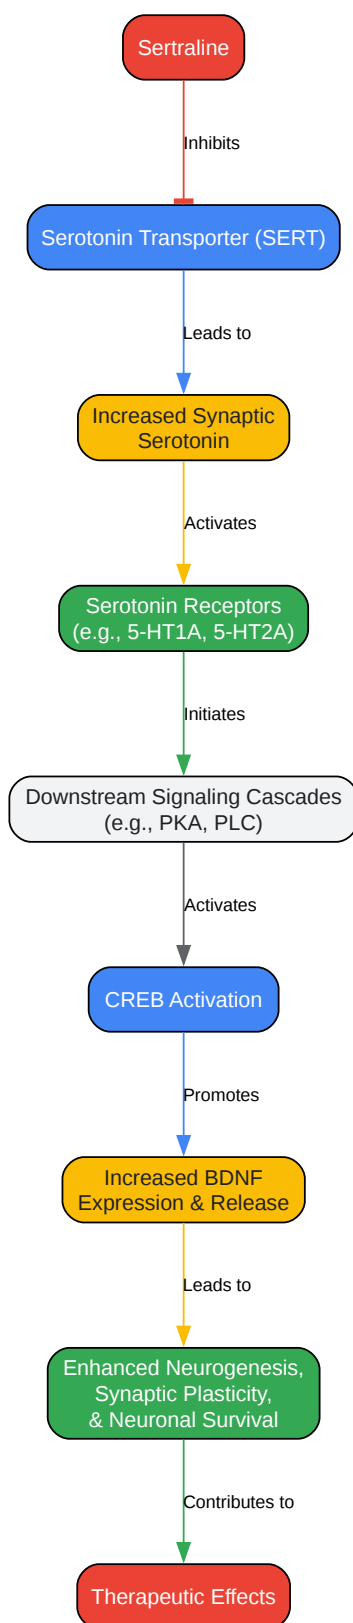 Sertraline
Inhibits
Serotonin Transporter (SERT)
Leads to
Increased Synaptic
Serotonin
Activates
Serotonin Receptors
(e.g., 5-HT1A, 5-HT2A)
Initiates
Downstream Signaling Cascades
(e.g., PKA, PLC)
Activates
CREB Activation
Promotes
Increased BDNF
Expression & Release
Leads to
Enhanced Neurogenesis,
Synaptic Plasticity,
& Neuronal Survival
Contributes to
Therapeutic Effects